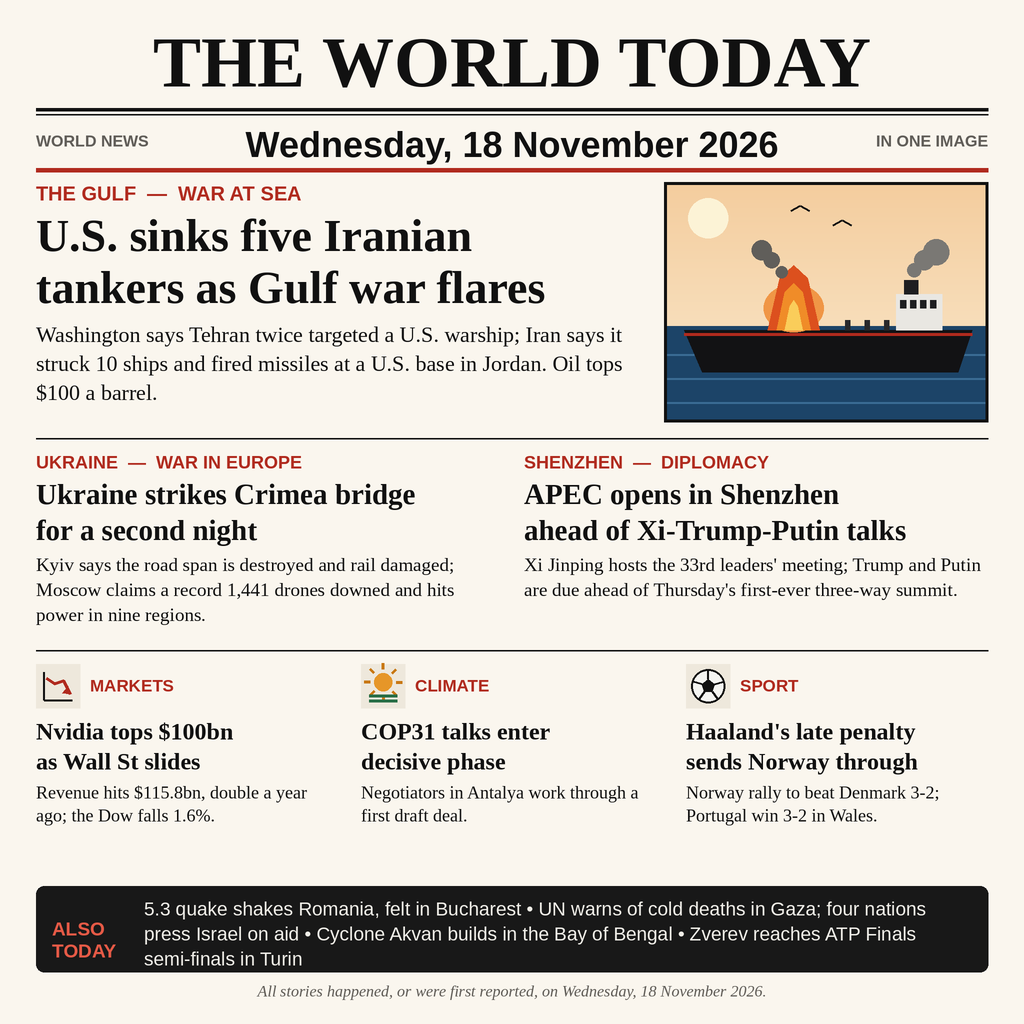 THE WORLD TODAY
WORLD NEWS
Wednesday, 18 November 2026
IN ONE IMAGE
THE GULF — WAR AT SEA
U.S. sinks five Iranian
tankers as Gulf war flares
Washington says Tehran twice targeted a U.S. warship; Iran says it
struck 10 ships and fired missiles at a U.S. base in Jordan. Oil tops
$100 a barrel.
UKRAINE — WAR IN EUROPE
Ukraine strikes Crimea bridge
for a second night
Kyiv says the road span is destroyed and rail damaged;
Moscow claims a record 1,441 drones downed and hits
power in nine regions.
SHENZHEN — DIPLOMACY
APEC opens in Shenzhen
ahead of Xi-Trump-Putin talks
Xi Jinping hosts the 33rd leaders' meeting; Trump and Putin
are due ahead of Thursday's first-ever three-way summit.
MARKETS
Nvidia tops $100bn
as Wall St slides
Revenue hits $115.8bn, double a year
ago; the Dow falls 1.6%.
CLIMATE
COP31 talks enter
decisive phase
Negotiators in Antalya work through a
first draft deal.
SPORT
Haaland's late penalty
sends Norway through
Norway rally to beat Denmark 3-2;
Portugal win 3-2 in Wales.
ALSO
TODAY
5.3 quake shakes Romania, felt in Bucharest • UN warns of cold deaths in Gaza; four nations
press Israel on aid • Cyclone Akvan builds in the Bay of Bengal • Zverev reaches ATP Finals
semi-finals in Turin
All stories happened, or were first reported, on Wednesday, 18 November 2026.